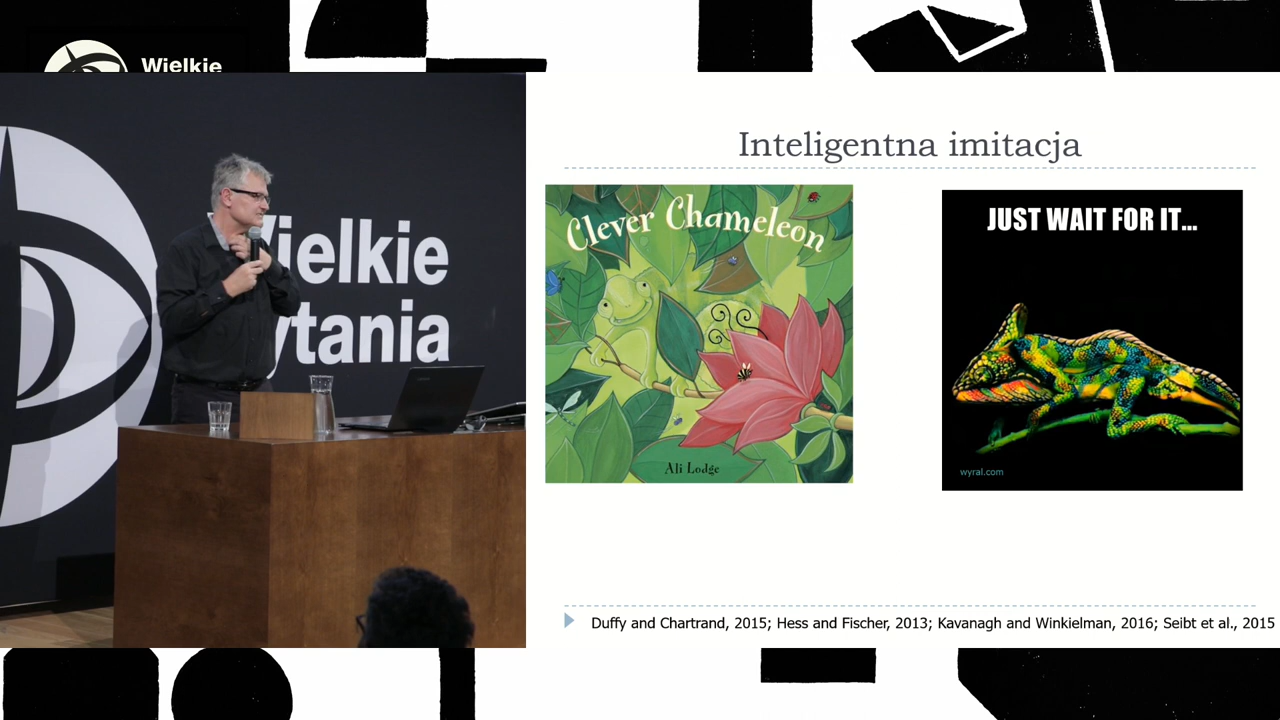 Wielkie
Wielkie
ytania
Inteligentna imitacja
Clever Chameleon
Ali Lodge
JUST WAIT FOR IT...
wyral.com
Duffy and Chartrand, 2015; Hess and Fischer, 2013; Kavanagh and Winkielman, 2016; Seibt et al., 2015